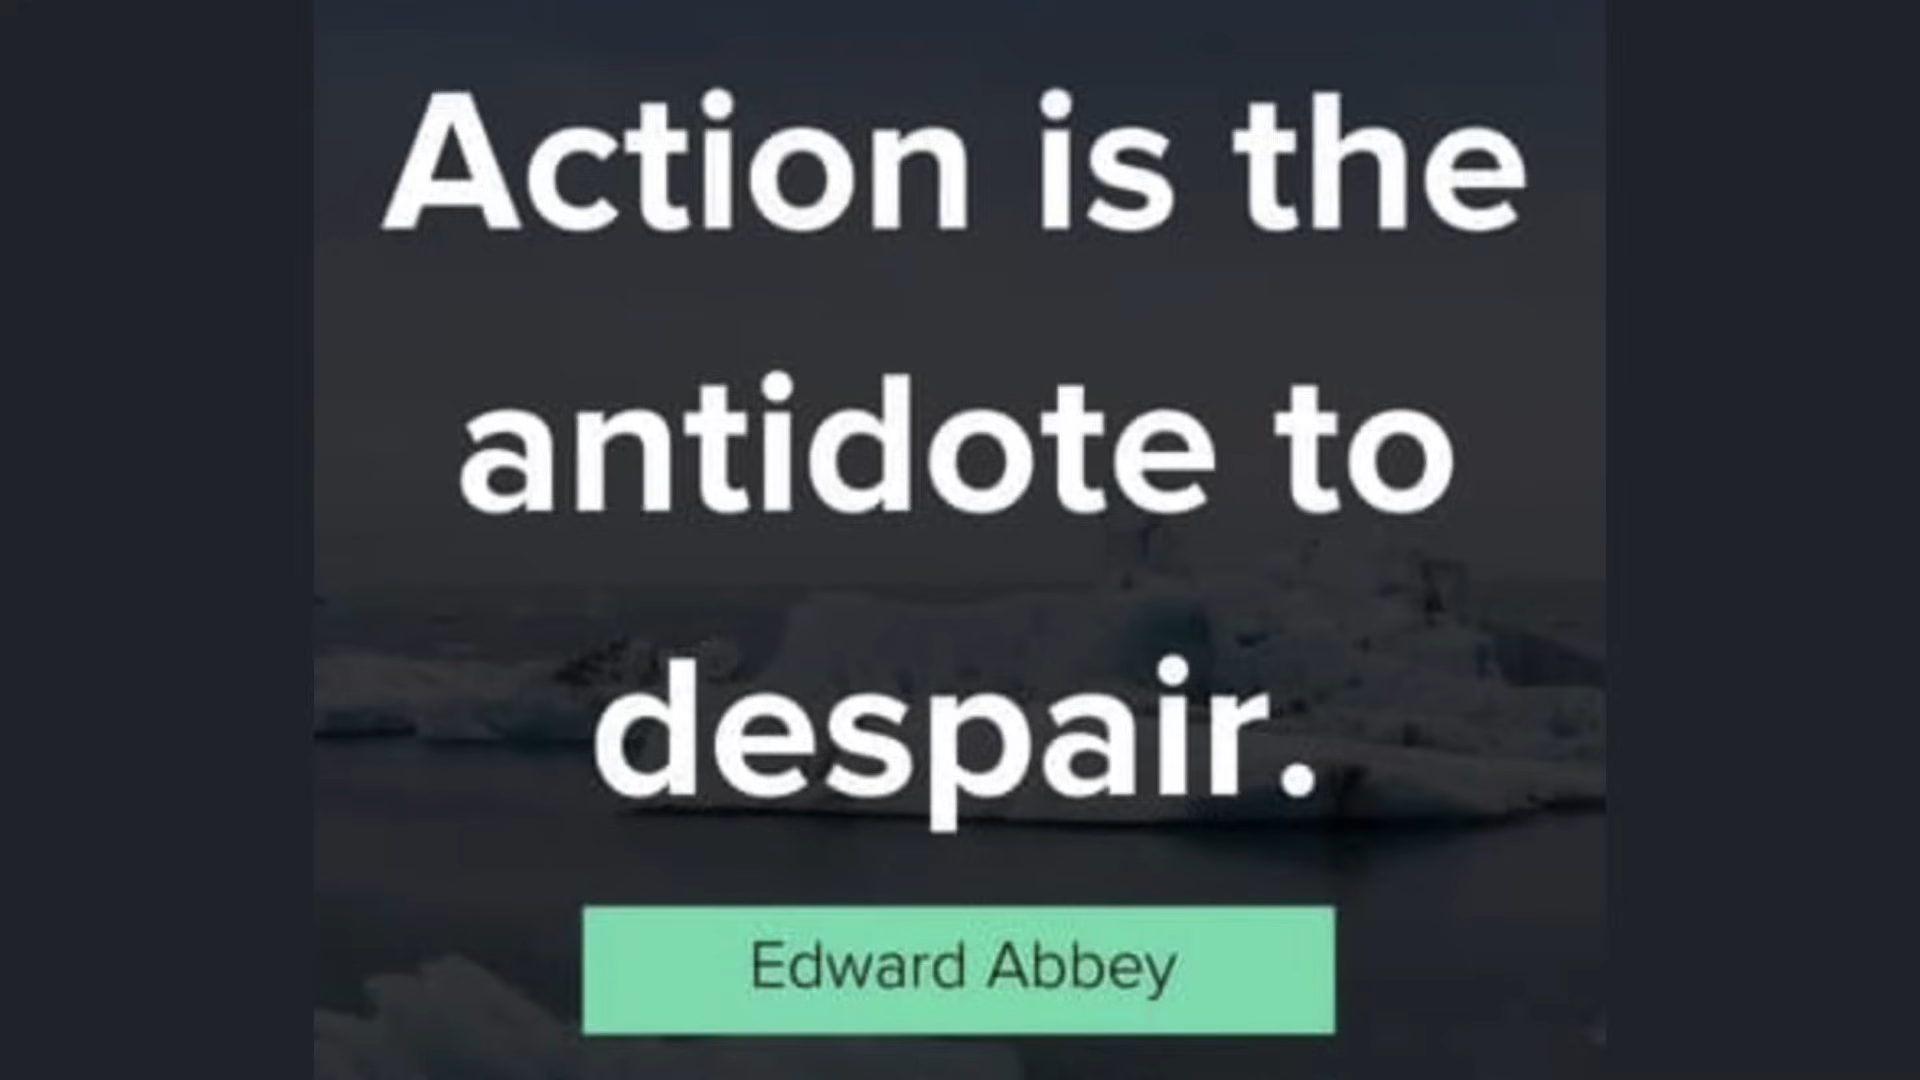 Action is the
antidote to
despair.
Edward Abbey